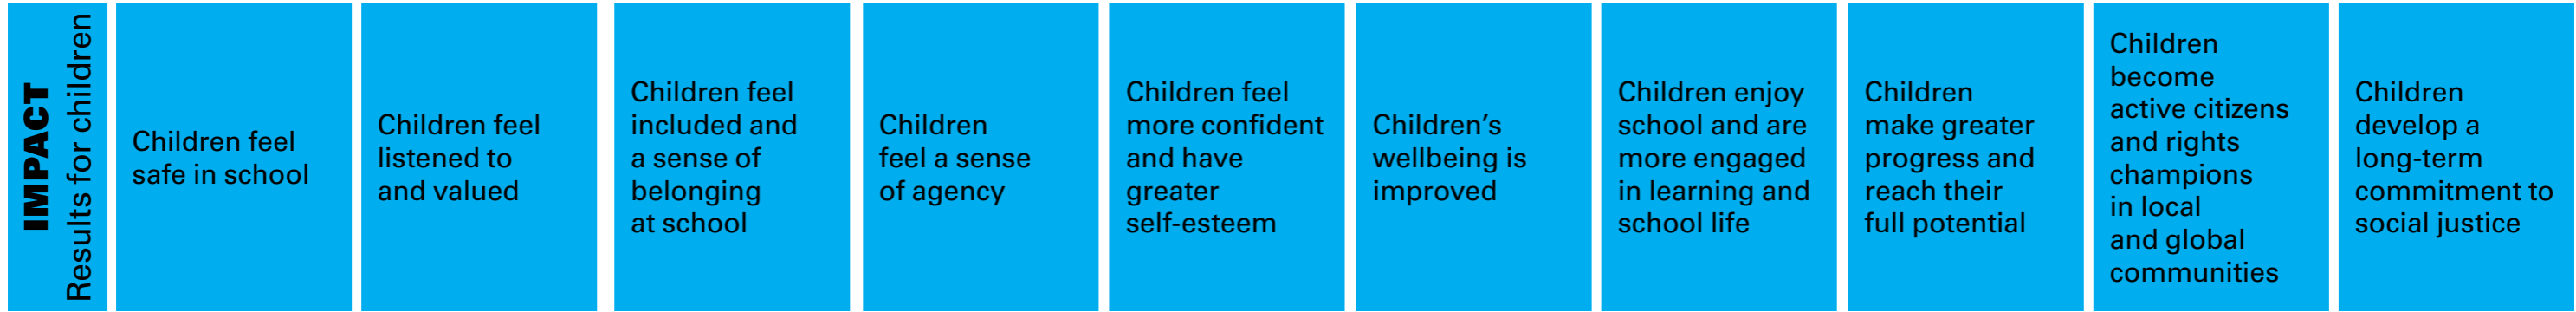 IMPACT
Results for children
Children feel
safe in school
Children feel
listened to
and valued
Children feel
included and
a sense of
belonging
at school
Children
feel a sense
of agency
Children feel
more confident
and have
greater
self-esteem
Children’s
wellbeing is
improved
Children enjoy
school and are
more engaged
in learning and
school life
Children
make greater
progress and
reach their
full potential
Children
become
active citizens
and rights
champions
in local
and global
communities
Children
develop a
long-term
commitment to
social justice